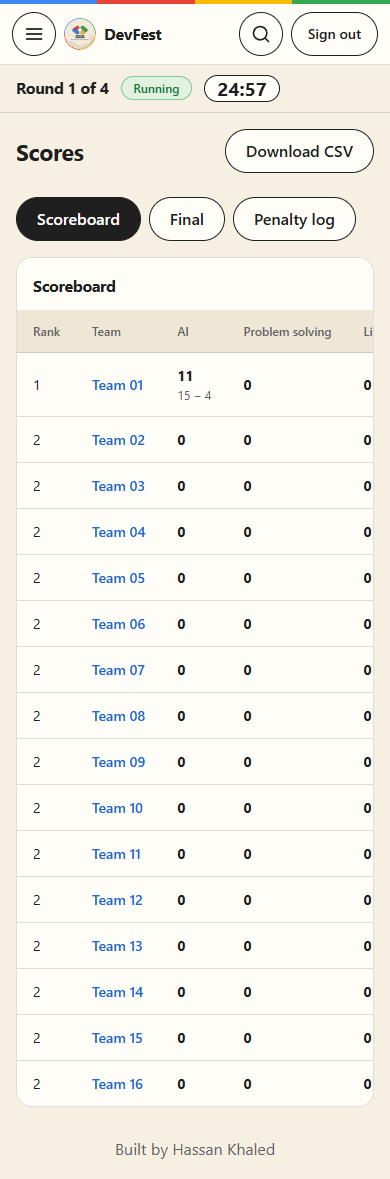 DevFest
Sign out
Round 1 of 4 Running 24:57
Scores
Download CSV
Scoreboard Final Penalty log
Scoreboard
Rank Team AI Problem solving Li
1 Team 01 11 0 0
15 – 4
2 Team 02 0 0 0
2 Team 03 0 0 0
2 Team 04 0 0 0
2 Team 05 0 0 0
2 Team 06 0 0 0
2 Team 07 0 0 0
2 Team 08 0 0 0
2 Team 09 0 0 0
2 Team 10 0 0 0
2 Team 11 0 0 0
2 Team 12 0 0 0
2 Team 13 0 0 0
2 Team 14 0 0 0
2 Team 15 0 0 0
2 Team 16 0 0 0
Built by Hassan Khaled